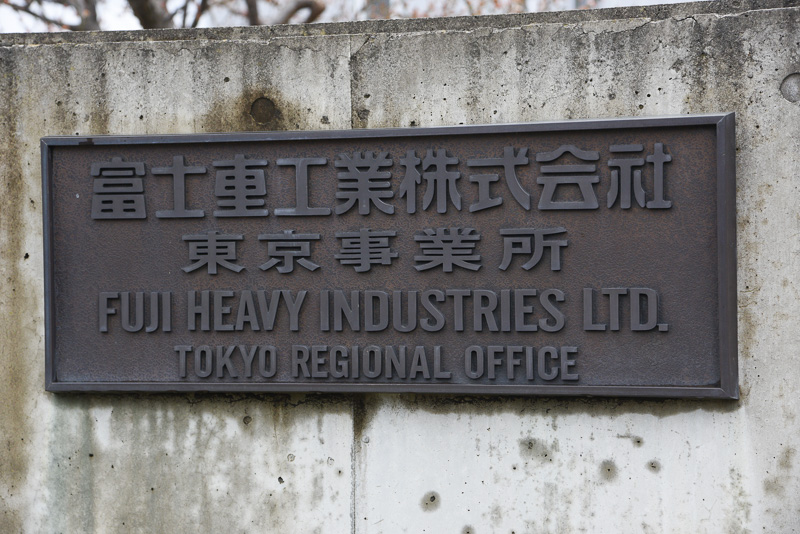 富士重工業株式会社
東京事業所
FUJI HEAVY INDUSTRIES LTD.
TOKYO REGIONAL OFFICE